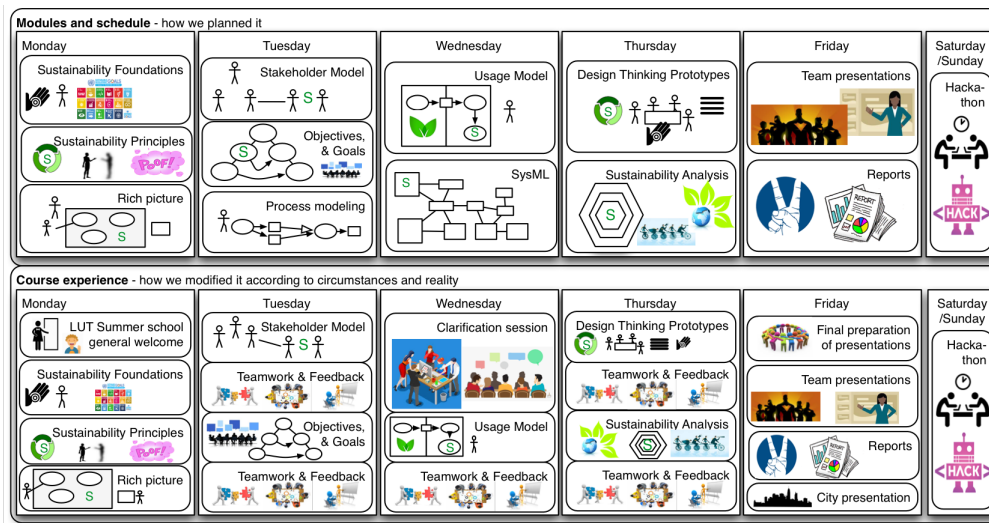 Modules and schedule - how we planned it
Monday
Sustainability Foundations
GOALS
Sustainability Principles
S
POOF!
Rich picture
S
Tuesday
Stakeholder Model
S
Objectives,
& Goals
S
Process modeling
Wednesday
Usage Model
S
SysML
S
Thursday
Design Thinking Prototypes
S
Sustainability Analysis
S
Friday
Team presentations
Reports
REPORT
Saturday
/Sunday
Hacka-
thon
<HACK>
Course experience - how we modified it according to circumstances and reality
Monday
LUT Summer school
general welcome
Sustainability Foundations
Sustainability Principles
S
POOF!
Rich picture
S
Tuesday
Stakeholder Model
S
Teamwork & Feedback
Objectives,
& Goals
Teamwork & Feedback
Wednesday
Clarification session
Usage Model
S
Teamwork & Feedback
Thursday
Design Thinking Prototypes
S
Teamwork & Feedback
Sustainability Analysis
S
Teamwork & Feedback
Friday
Final preparation
of presentations
Team presentations
Reports
REPORT
City presentation
Saturday
/Sunday
Hacka-
thon
<HACK>